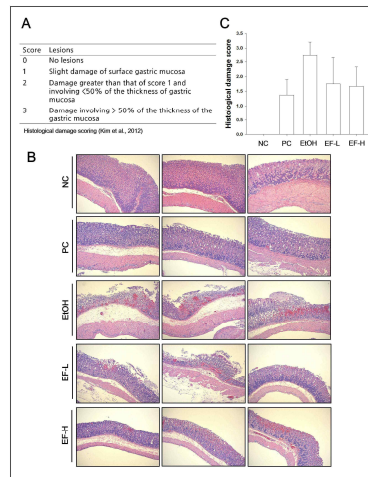 A
Score Lesions
0 No lesions
1 Slight damage of surface gastric mucosa
2 Damage greater than that of score 1 and
involving <50% of the thickness of gastric
mucosa
3 Damage involving > 50% of the thickness of the
gastric mucosa
Histological damage scoring (Kim et al., 2012)
C
Histological damage score
3.5
3.0
2.5
2.0
1.5
1.0
0.5
0.0
NC PC EtOH EF-L EF-H
B
NC
PC
EtOH
EF-L
EF-H